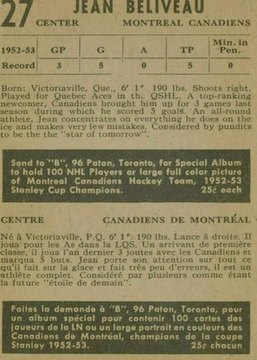 27 JEAN BELIVEAU
CENTER MONTREAL CANADIENS
1952-53 GP G A TP Min. in Pen.
Record 3 5 0 5 0
Born: Victoriaville, Que., 6' 1" 190 lbs. Shoots right.
Played for Quebec Aces in the QSHL. A top-ranking
newcomer, Canadiens brought him up for 3 games last
season during which he scored 5 goals. An all-round
athlete, Jean concentrates on everything he does on the
ice and makes very few mistakes. Considered by pundits
to be the "star of tomorrow".
Send to "B", 96 Paton, Toronto, for Special Album
to hold 100 NHL Players or large full color picture
of Montreal Canadiens Hockey Team, 1952-53
Stanley Cup Champions. 25¢ each
CENTRE CANADIENS DE MONTRÉAL
Né à Victoriaville, P.Q. 6' 1" 190 lbs. Lance à droite. Il
joua pour les As dans la LQS. Un arrivant de première
classe, il joua l'an dernier 3 joutes avec les Canadiens et
marqua 5 buts. Jean porte son attention sur tout ce
qu'il fait sur la glace et fait très peu d'erreurs, il est un
athlète complet. Considéré par plusieurs comme étant
la future "étoile de demain".
Faites la demande à "B", 96 Paton, Toronto, pour
un album spécial pour contenir 100 cartes des
joueurs de la LN ou un large portrait en couleurs des
Canadiens de Montréal, champions de la coupe
Stanley 1952-53. 25¢ chacun